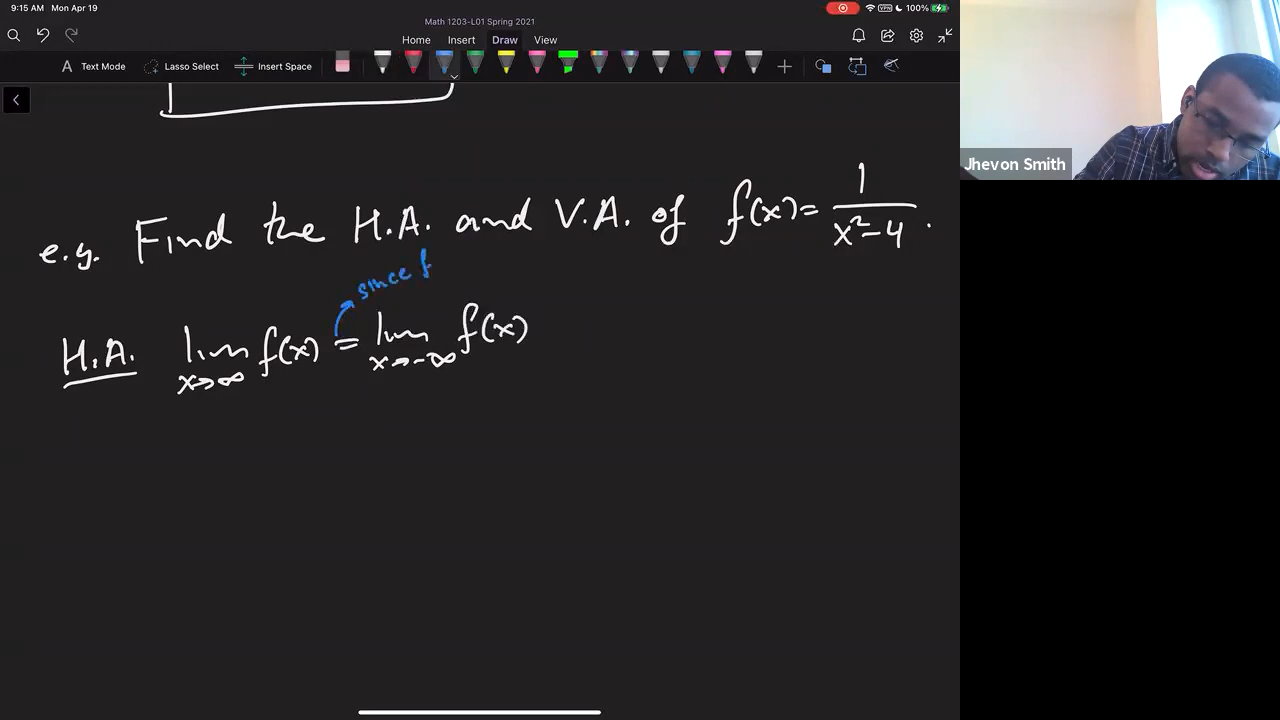 9:15 AM Mon Apr 19
VPN 100%
Math 1203-L01 Spring 2021
Home Insert Draw View
A Text Mode Lasso Select Insert Space
Jhevon Smith
e.g. Find the H.A. and V.A. of f(x) = 1/(x²-4).
since f
H.A. lim x→∞ f(x) = lim x→-∞ f(x)